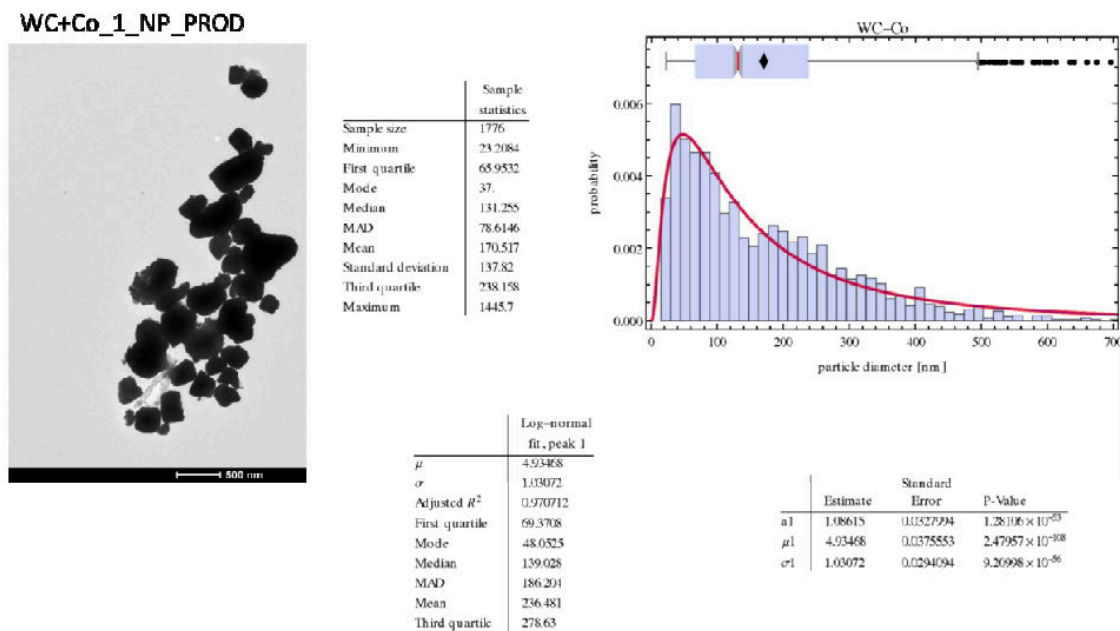 WC+Co_1_NP_PROD
500 nm
Sample
statistics
Sample size 1776
Minimum 23.2084
First quartile 65.9532
Mode 37.
Median 131.255
MAD 78.6146
Mean 170.517
Standard deviation 137.82
Third quartile 238.158
Maximum 1445.7
WC–Co
0.006
0.004
0.002
0.000
probability
0 100 200 300 400 500 600 700
particle diameter [nm]
Log–normal
fit, peak 1
μ 4.93468
σ 1.03072
Adjusted R² 0.970712
First quartile 69.3708
Mode 48.0525
Median 139.028
MAD 186.204
Mean 236.481
Third quartile 278.63
Standard
Estimate Error P-Value
a1 1.08615 0.0327994 1.28106 × 10⁻⁵³
μ1 4.93468 0.0375553 2.47957 × 10⁻¹⁰⁸
σ1 1.03072 0.0294094 9.20998 × 10⁻⁵⁶